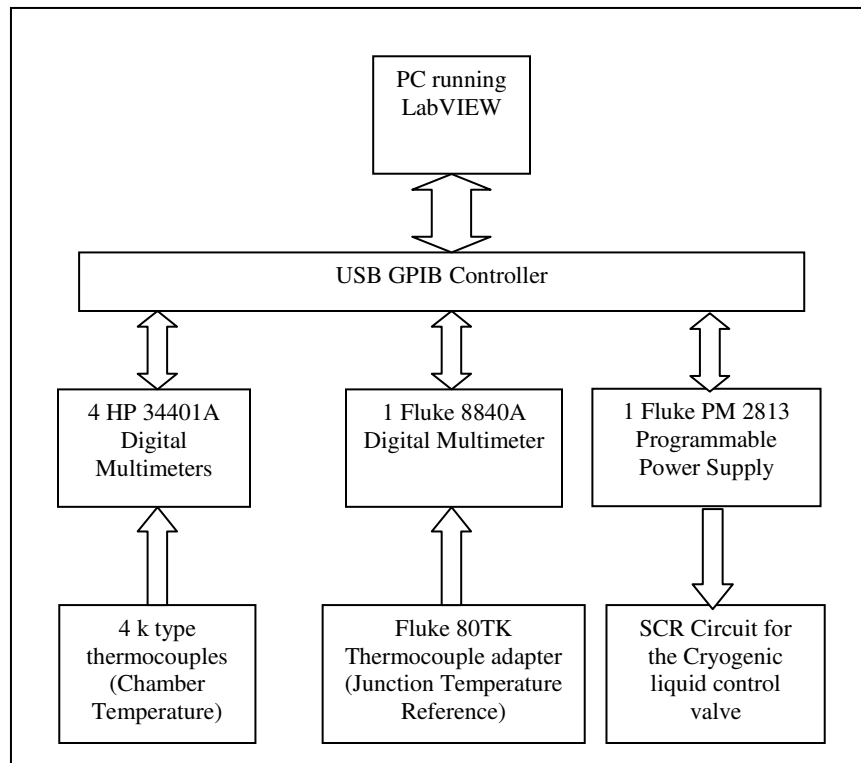 PC running
LabVIEW
USB GPIB Controller
4 HP 34401A
Digital
Multimeters
1 Fluke 8840A
Digital Multimeter
1 Fluke PM 2813
Programmable
Power Supply
4 k type
thermocouples
(Chamber
Temperature)
Fluke 80TK
Thermocouple adapter
(Junction Temperature
Reference)
SCR Circuit for
the Cryogenic
liquid control
valve